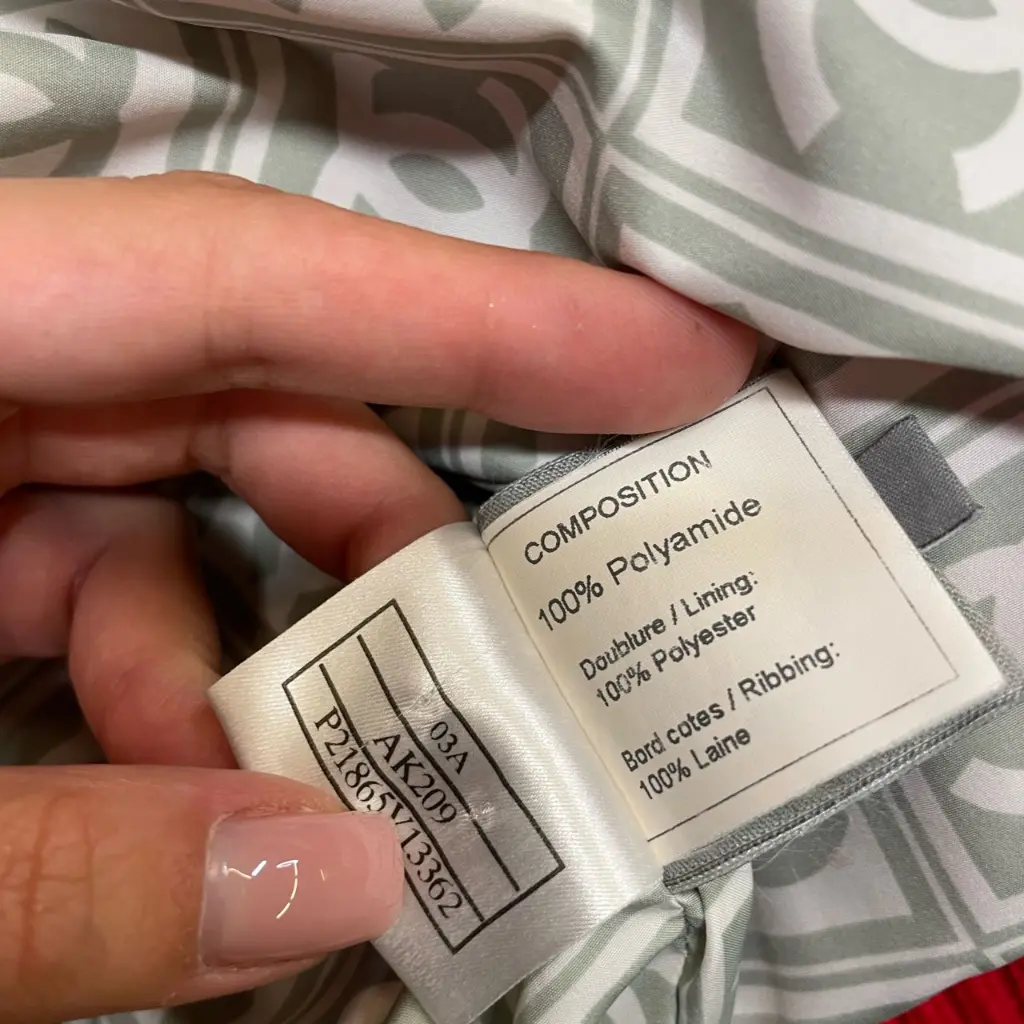 COMPOSITION
100% Polyamide
Doublure / Lining:
100% Polyester
Bord cotes / Ribbing:
100% Laine
03A
AK209
P21865V13362